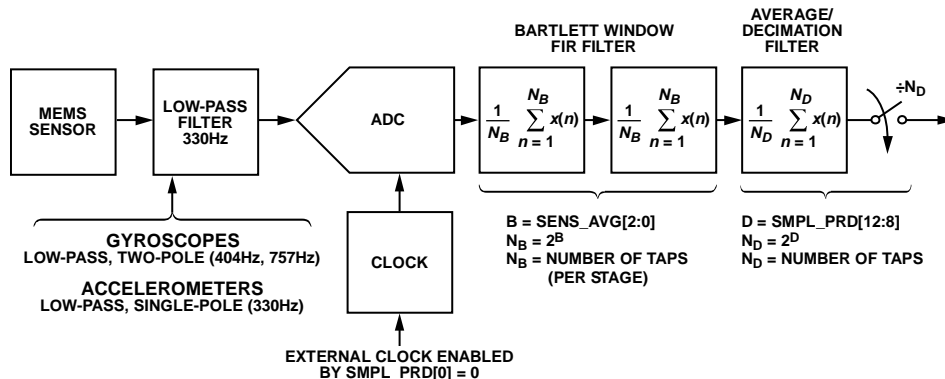 BARTLETT WINDOW
FIR FILTER
AVERAGE/
DECIMATION
FILTER
MEMS
SENSOR
LOW-PASS
FILTER
330Hz
ADC
1/N_B N_B ∑ n = 1 x(n)
1/N_B N_B ∑ n = 1 x(n)
1/N_D N_D ∑ n = 1 x(n)
÷N_D
GYROSCOPES
LOW-PASS, TWO-POLE (404Hz, 757Hz)
ACCELEROMETERS
LOW-PASS, SINGLE-POLE (330Hz)
CLOCK
EXTERNAL CLOCK ENABLED
BY SMPL_PRD[0] = 0
B = SENS_AVG[2:0]
N_B = 2^B
N_B = NUMBER OF TAPS
(PER STAGE)
D = SMPL_PRD[12:8]
N_D = 2^D
N_D = NUMBER OF TAPS